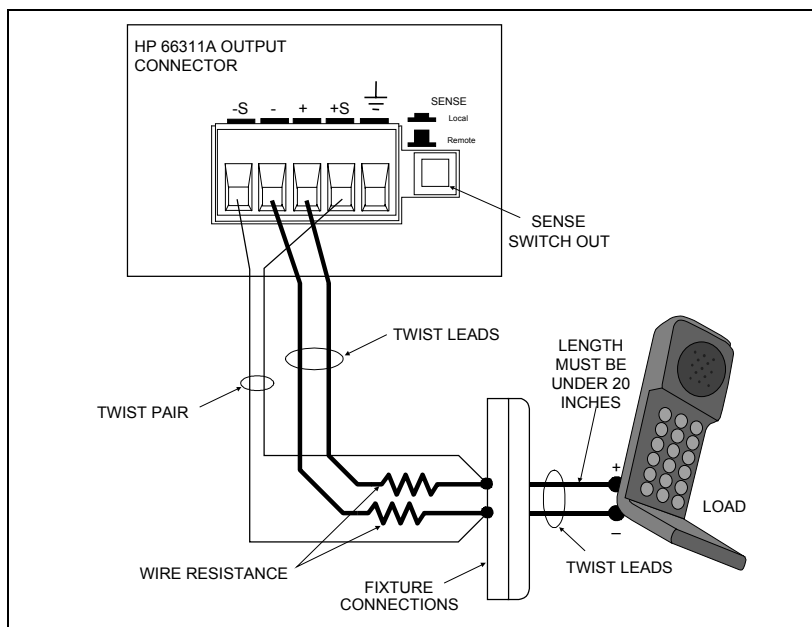 HP 66311A OUTPUT
CONNECTOR
-S - + +S
SENSE
Local
Remote
SENSE
SWITCH OUT
TWIST LEADS
TWIST PAIR
LENGTH
MUST BE
UNDER 20
INCHES
+
LOAD
–
WIRE RESISTANCE
FIXTURE
CONNECTIONS
TWIST LEADS